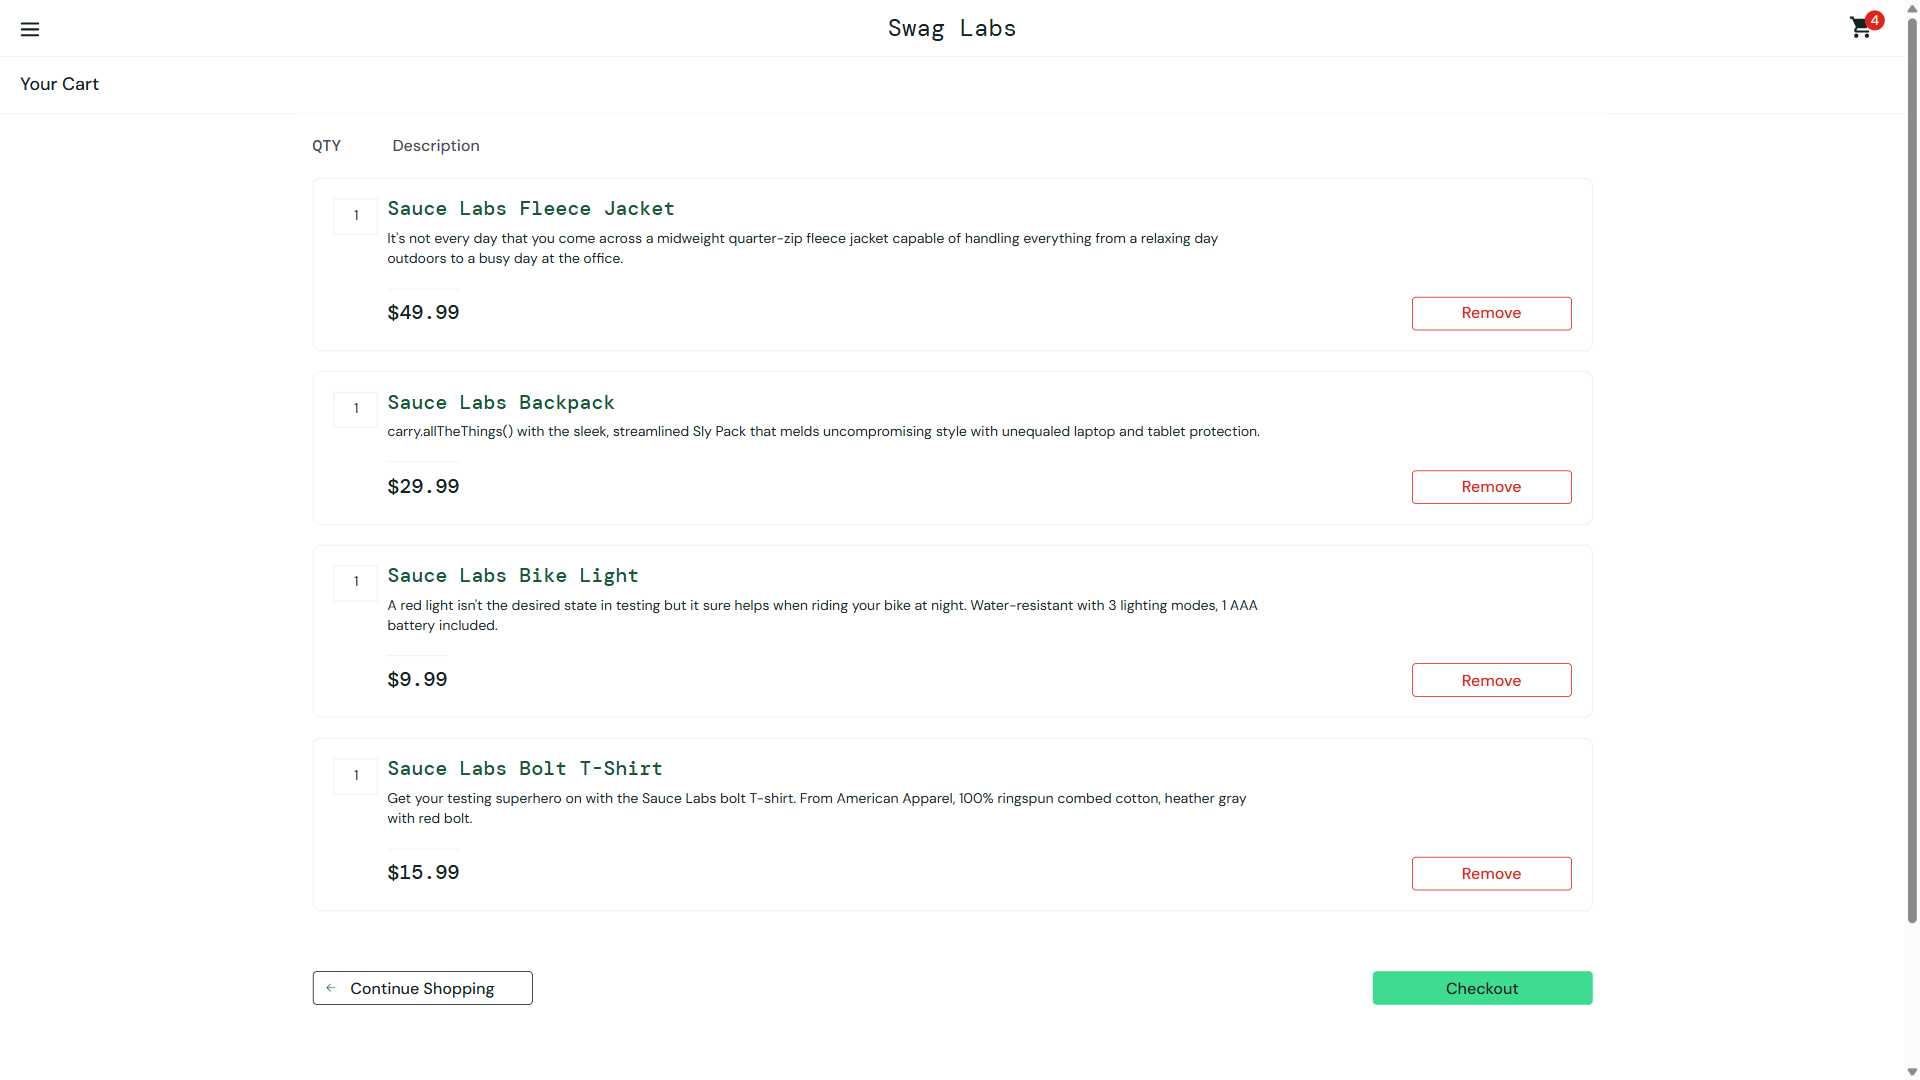 Swag Labs
4
Your Cart
QTY Description
1
Sauce Labs Fleece Jacket
It's not every day that you come across a midweight quarter-zip fleece jacket capable of handling everything from a relaxing day
outdoors to a busy day at the office.
$49.99
Remove
1
Sauce Labs Backpack
carry.allTheThings() with the sleek, streamlined Sly Pack that melds uncompromising style with unequaled laptop and tablet protection.
$29.99
Remove
1
Sauce Labs Bike Light
A red light isn't the desired state in testing but it sure helps when riding your bike at night. Water-resistant with 3 lighting modes, 1 AAA
battery included.
$9.99
Remove
1
Sauce Labs Bolt T-Shirt
Get your testing superhero on with the Sauce Labs bolt T-shirt. From American Apparel, 100% ringspun combed cotton, heather gray
with red bolt.
$15.99
Remove
Continue Shopping
Checkout